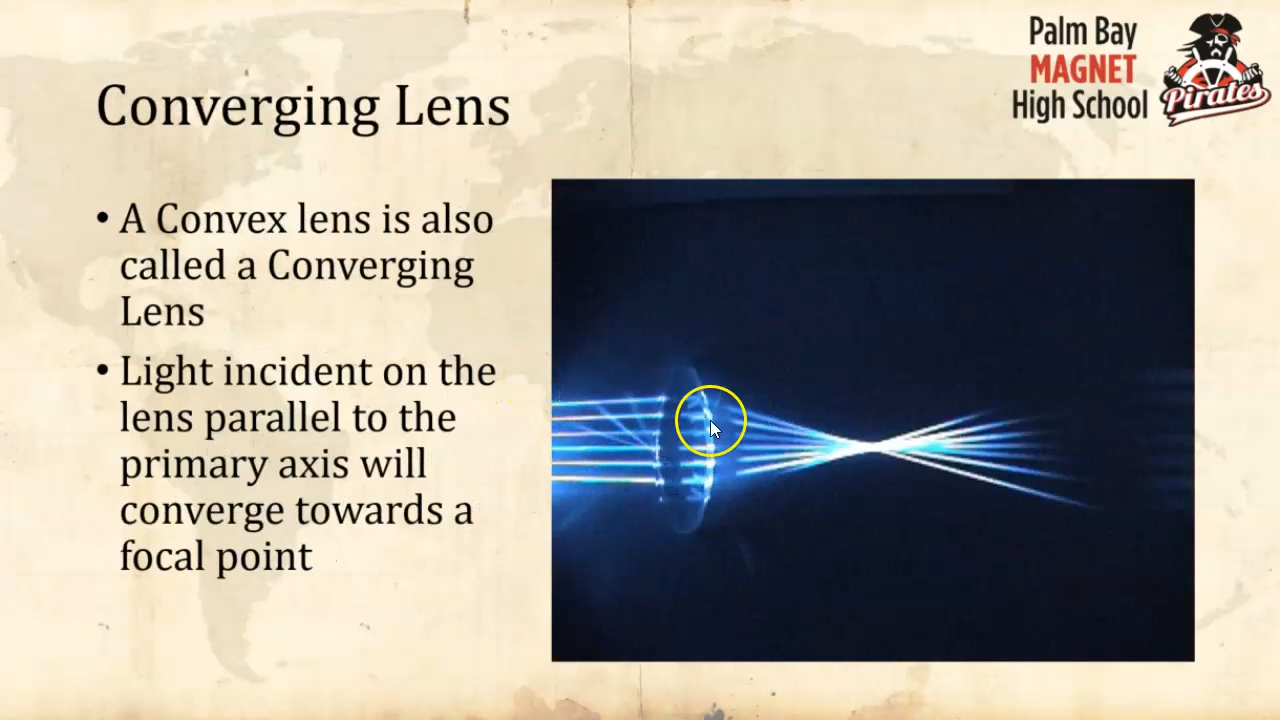 Palm Bay
MAGNET
High School
Pirates
Converging Lens
• A Convex lens is also
called a Converging
Lens
• Light incident on the
lens parallel to the
primary axis will
converge towards a
focal point